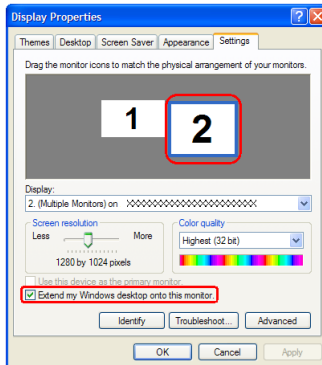 Display Properties
Themes Desktop Screen Saver Appearance Settings
Drag the monitor icons to match the physical arrangement of your monitors.
1 2
Display:
2. (Multiple Monitors) on XXXXXXXXXXXXXXXXXXXXXX
Screen resolution
Less More
1280 by 1024 pixels
Color quality
Highest (32 bit)
Use this device as the primary monitor.
Extend my Windows desktop onto this monitor.
Identify Troubleshoot... Advanced
OK Cancel Apply